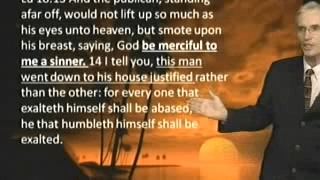 Lu 18:13 And the publican, standing
afar off, would not lift up so much as
his eyes unto heaven, but smote upon
his breast, saying, God be merciful to
me a sinner. 14 I tell you, this man
went down to his house justified rather
than the other: for every one that
exalteth himself shall be abased,
he that humbleth himself shall be
exalted.